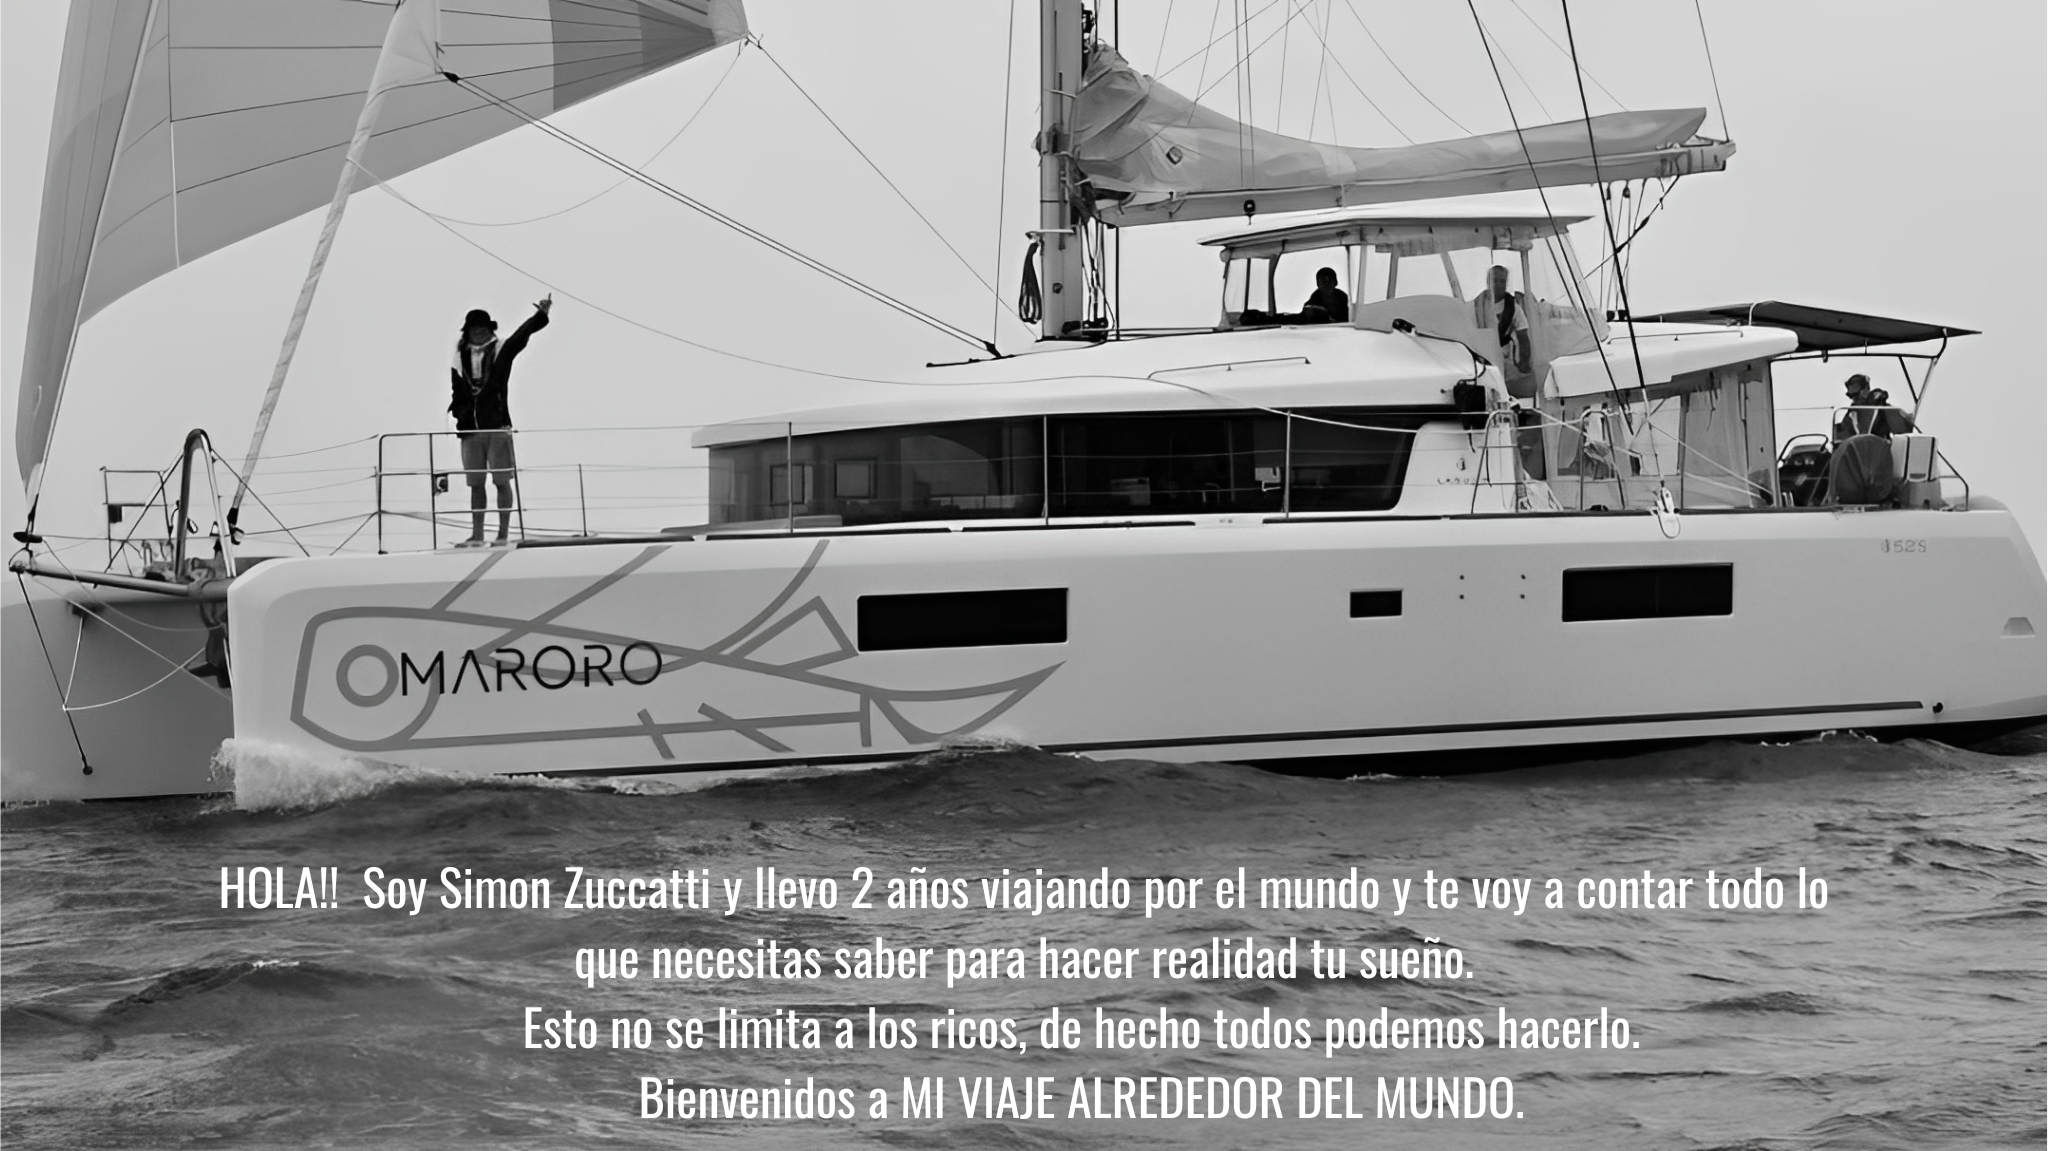 OMARORO
52S
HOLA!! Soy Simon Zuccatti y llevo 2 años viajando por el mundo y te voy a contar todo lo
que necesitas saber para hacer realidad tu sueño.
Esto no se limita a los ricos, de hecho todos podemos hacerlo.
Bienvenidos a MI VIAJE ALREDEDOR DEL MUNDO.